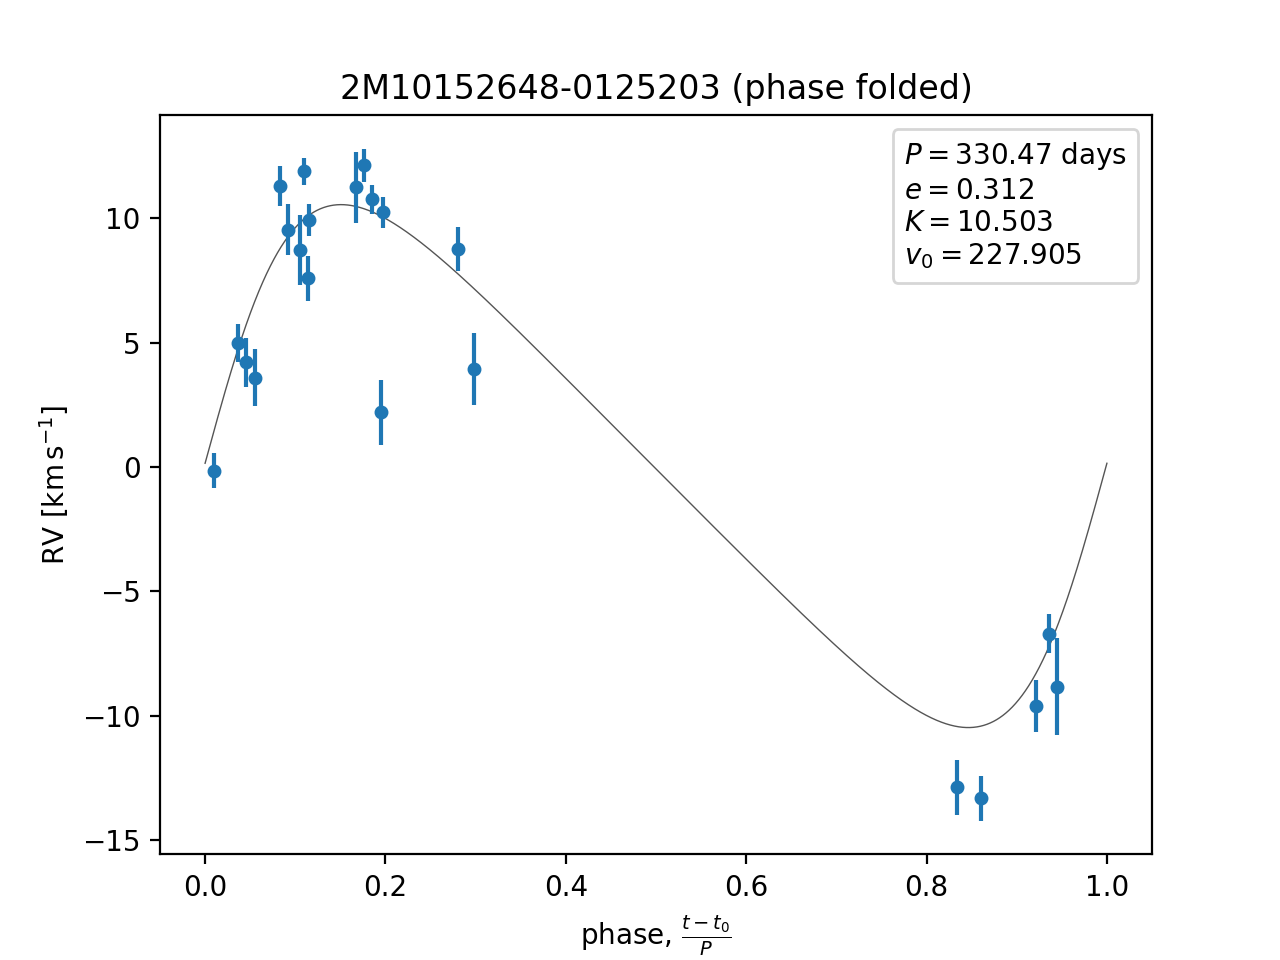 2M10152648-0125203 (phase folded)
P = 330.47 days
e = 0.312
K = 10.503
v₀ = 227.905
RV [km s⁻¹]
10
5
0
−5
−10
−15
0.0 0.2 0.4 0.6 0.8 1.0
phase, (t − t₀)/P